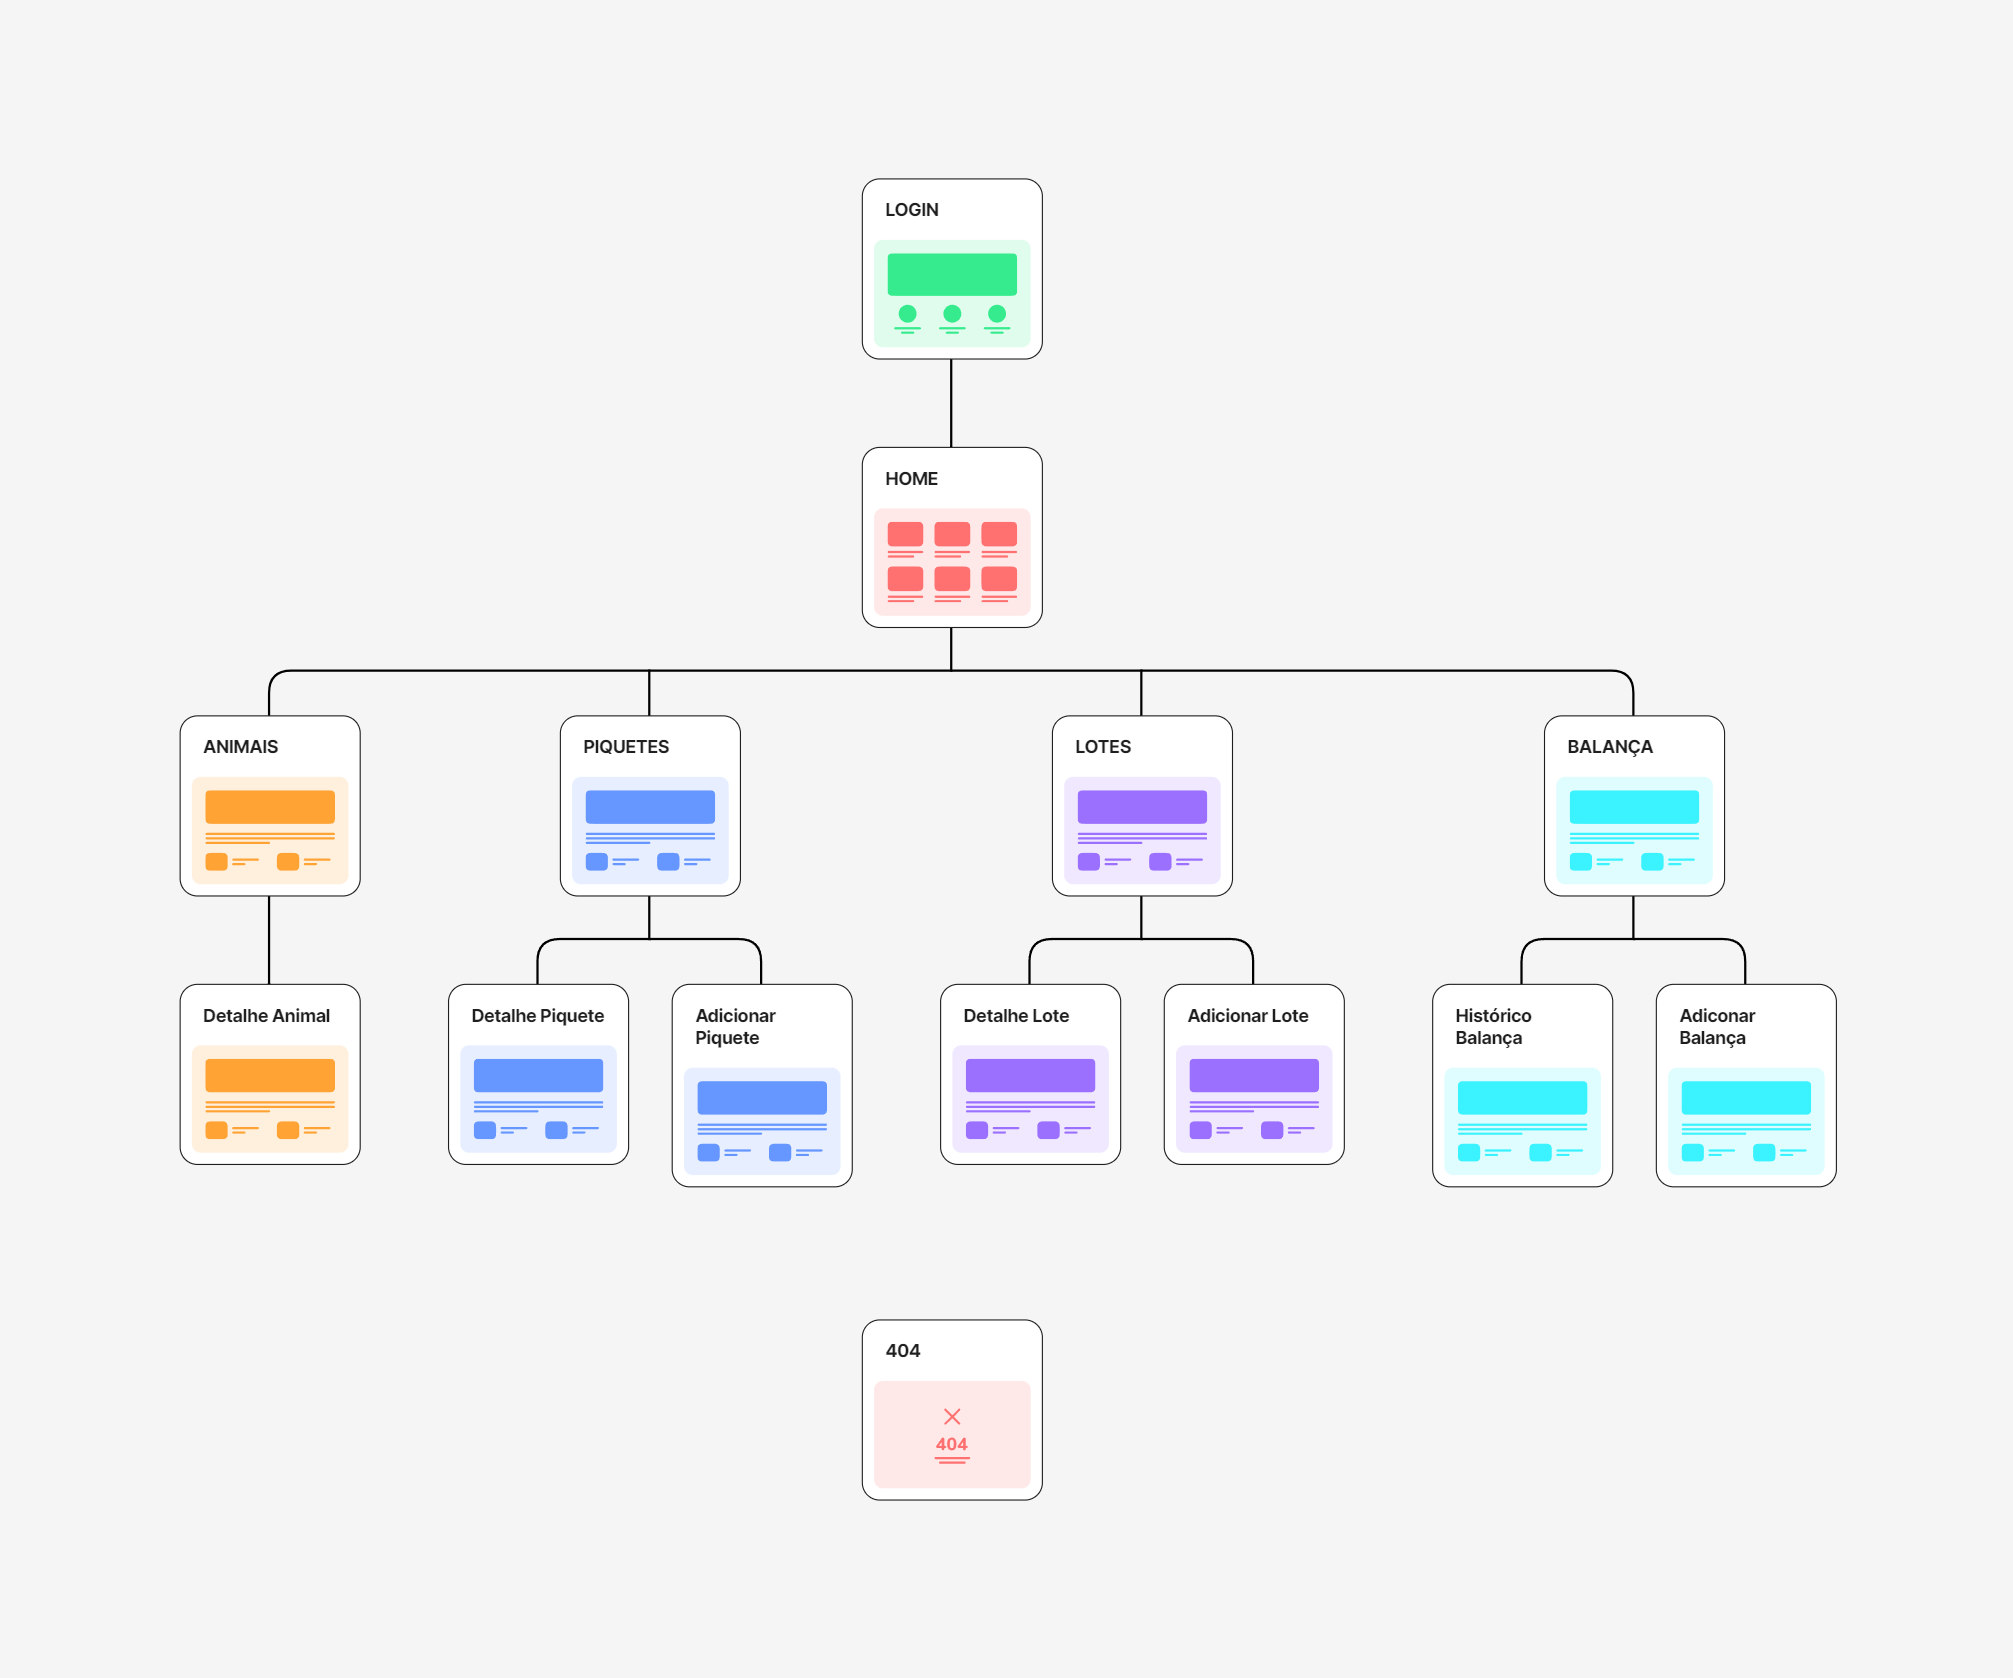 LOGIN
HOME
ANIMAIS
PIQUETES
LOTES
BALANÇA
Detalhe Animal
Detalhe Piquete
Adicionar
Piquete
Detalhe Lote
Adicionar Lote
Histórico
Balança
Adiconar
Balança
404
404